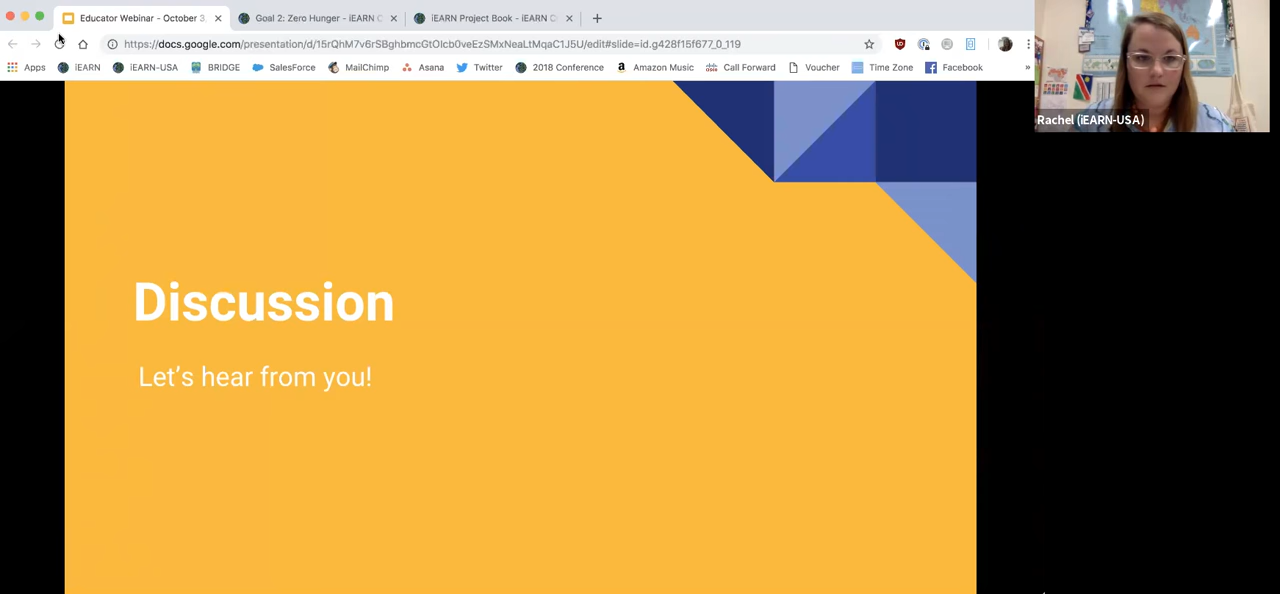 Educator Webinar - October 3,
Goal 2: Zero Hunger - iEARN C
iEARN Project Book - iEARN C
https://docs.google.com/presentation/d/15rQhM7v6rSBghbmcGtOlcb0veEzSMxNeaLtMqaC1J5U/edit#slide=id.g428f15f677_0_119
Apps iEARN iEARN-USA BRIDGE SalesForce MailChimp Asana Twitter 2018 Conference Amazon Music Call Forward Voucher Time Zone Facebook »
Rachel (iEARN-USA)
Discussion
Let's hear from you!